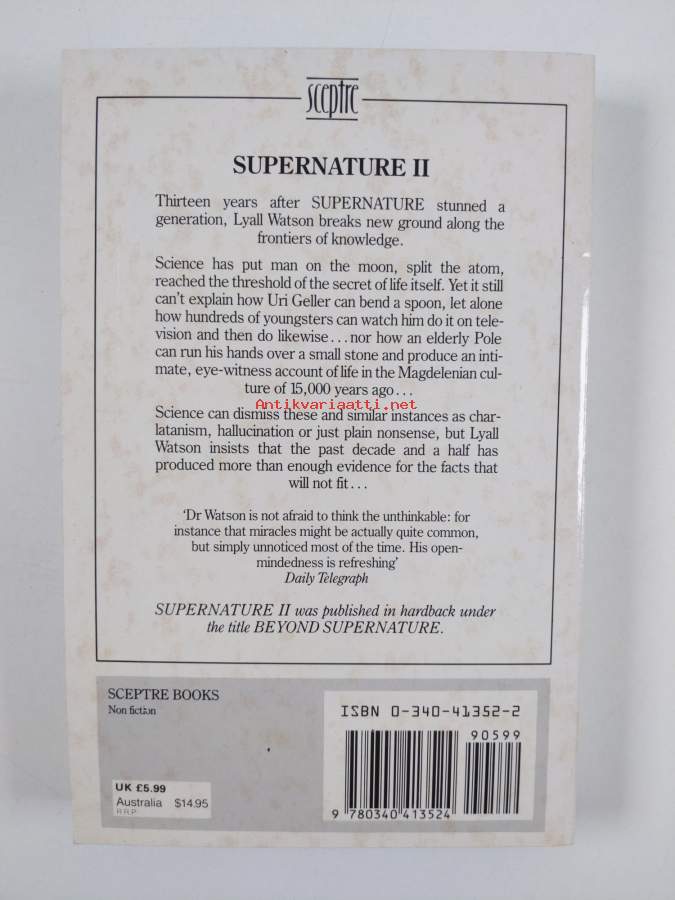 sceptre
SUPERNATURE II
Thirteen years after SUPERNATURE stunned a
generation, Lyall Watson breaks new ground along the
frontiers of knowledge.
Science has put man on the moon, split the atom,
reached the threshold of the secret of life itself. Yet it still
can't explain how Uri Geller can bend a spoon, let alone
how hundreds of youngsters can watch him do it on tele-
vision and then do likewise...nor how an elderly Pole
can run his hands over a small stone and produce an inti-
mate, eye-witness account of life in the Magdelenian cul-
ture of 15,000 years ago...
Antikvariaatti.net
Science can dismiss these and similar instances as char-
latanism, hallucination or just plain nonsense, but Lyall
Watson insists that the past decade and a half has
produced more than enough evidence for the facts that
will not fit...
'Dr Watson is not afraid to think the unthinkable: for
instance that miracles might be actually quite common,
but simply unnoticed most of the time. His open-
mindedness is refreshing'
Daily Telegraph
SUPERNATURE II was published in hardback under
the title BEYOND SUPERNATURE.
SCEPTRE BOOKS
Non fiction
ISBN 0-340-41352-2
90599
9 780340 413524
UK £5.99
Australia $14.95
R.R.P.